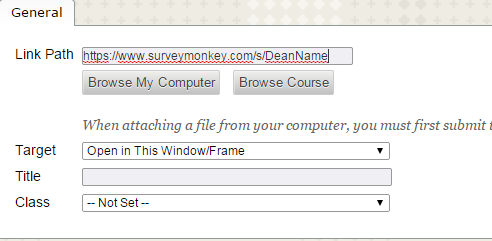 General
Link Path https://www.surveymonkey.com/s/DeanName
Browse My Computer Browse Course
When attaching a file from your computer, you must first submit t
Target Open in This Window/Frame
Title
Class -- Not Set --